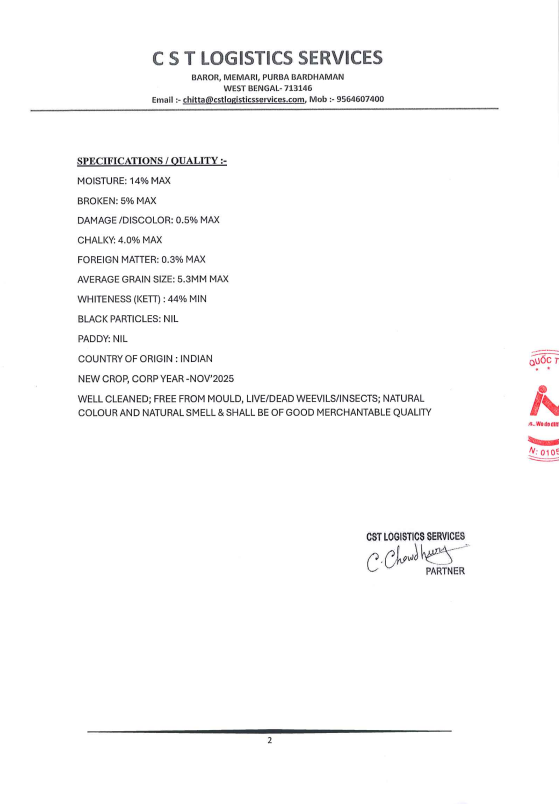 C S T LOGISTICS SERVICES
BAROR, MEMARI, PURBA BARDHAMAN
WEST BENGAL- 713146
Email :- chitta@cstlogisticsservices.com, Mob :- 9564607400
SPECIFICATIONS / QUALITY :-
MOISTURE: 14% MAX
BROKEN: 5% MAX
DAMAGE /DISCOLOR: 0.5% MAX
CHALKY: 4.0% MAX
FOREIGN MATTER: 0.3% MAX
AVERAGE GRAIN SIZE: 5.3MM MAX
WHITENESS (KETT) : 44% MIN
BLACK PARTICLES: NIL
PADDY: NIL
COUNTRY OF ORIGIN : INDIAN
NEW CROP, CORP YEAR -NOV'2025
WELL CLEANED; FREE FROM MOULD, LIVE/DEAD WEEVILS/INSECTS; NATURAL
COLOUR AND NATURAL SMELL & SHALL BE OF GOOD MERCHANTABLE QUALITY
QUỐC T
We do
N: 0105
CST LOGISTICS SERVICES
C. Chowdhury
PARTNER
2